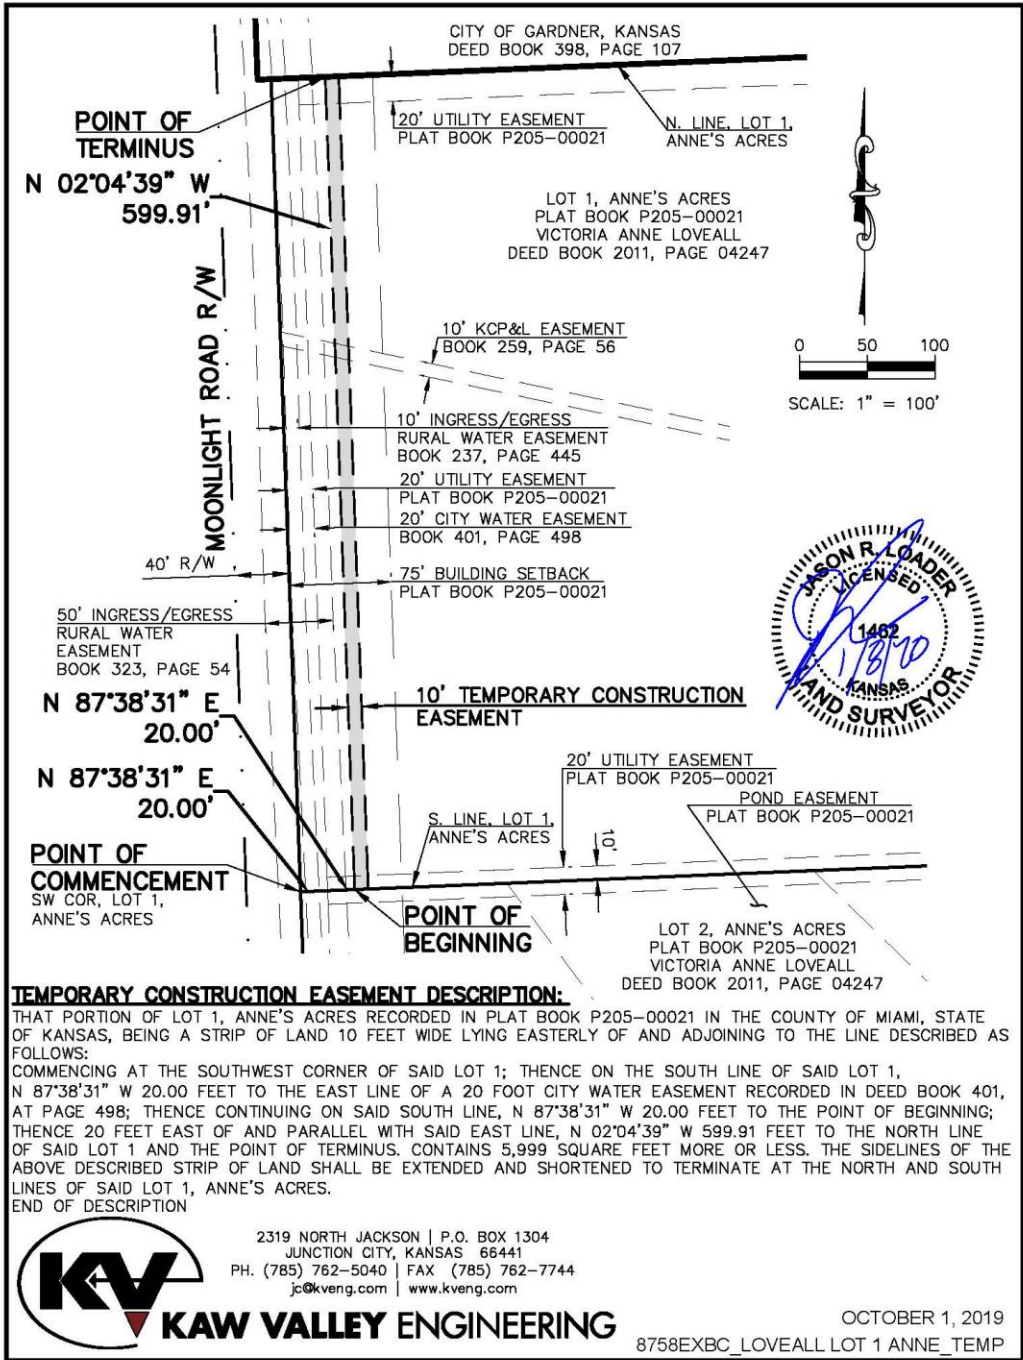 CITY OF GARDNER, KANSAS
DEED BOOK 398, PAGE 107
POINT OF
TERMINUS
20' UTILITY EASEMENT
PLAT BOOK P205-00021
N. LINE, LOT 1,
ANNE'S ACRES
N 02°04'39" W
599.91'
LOT 1, ANNE'S ACRES
PLAT BOOK P205-00021
VICTORIA ANNE LOVEALL
DEED BOOK 2011, PAGE 04247
MOONLIGHT ROAD R/W
10' KCP&L EASEMENT
BOOK 259, PAGE 56
0 50 100
SCALE: 1" = 100'
10' INGRESS/EGRESS
RURAL WATER EASEMENT
BOOK 237, PAGE 445
20' UTILITY EASEMENT
PLAT BOOK P205-00021
20' CITY WATER EASEMENT
BOOK 401, PAGE 498
40' R/W
75' BUILDING SETBACK
PLAT BOOK P205-00021
JASON R. LOADER
LICENSED
1462
1/3/20
KANSAS
LAND SURVEYOR
50' INGRESS/EGRESS
RURAL WATER
EASEMENT
BOOK 323, PAGE 54
N 87°38'31" E
20.00'
10' TEMPORARY CONSTRUCTION
EASEMENT
N 87°38'31" E
20.00'
20' UTILITY EASEMENT
PLAT BOOK P205-00021
POND EASEMENT
PLAT BOOK P205-00021
S. LINE, LOT 1,
ANNE'S ACRES
10'
POINT OF
COMMENCEMENT
SW COR, LOT 1,
ANNE'S ACRES
POINT OF
BEGINNING
LOT 2, ANNE'S ACRES
PLAT BOOK P205-00021
VICTORIA ANNE LOVEALL
DEED BOOK 2011, PAGE 04247
TEMPORARY CONSTRUCTION EASEMENT DESCRIPTION:
THAT PORTION OF LOT 1, ANNE'S ACRES RECORDED IN PLAT BOOK P205-00021 IN THE COUNTY OF MIAMI, STATE
OF KANSAS, BEING A STRIP OF LAND 10 FEET WIDE LYING EASTERLY OF AND ADJOINING TO THE LINE DESCRIBED AS
FOLLOWS:
COMMENCING AT THE SOUTHWEST CORNER OF SAID LOT 1; THENCE ON THE SOUTH LINE OF SAID LOT 1,
N 87°38'31" W 20.00 FEET TO THE EAST LINE OF A 20 FOOT CITY WATER EASEMENT RECORDED IN DEED BOOK 401,
AT PAGE 498; THENCE CONTINUING ON SAID SOUTH LINE, N 87°38'31" W 20.00 FEET TO THE POINT OF BEGINNING;
THENCE 20 FEET EAST OF AND PARALLEL WITH SAID EAST LINE, N 02°04'39" W 599.91 FEET TO THE NORTH LINE
OF SAID LOT 1 AND THE POINT OF TERMINUS. CONTAINS 5,999 SQUARE FEET MORE OR LESS. THE SIDELINES OF THE
ABOVE DESCRIBED STRIP OF LAND SHALL BE EXTENDED AND SHORTENED TO TERMINATE AT THE NORTH AND SOUTH
LINES OF SAID LOT 1, ANNE'S ACRES.
END OF DESCRIPTION
2319 NORTH JACKSON | P.O. BOX 1304
JUNCTION CITY, KANSAS 66441
PH. (785) 762-5040 | FAX (785) 762-7744
jc@kveng.com | www.kveng.com
KV
KAW VALLEY ENGINEERING
OCTOBER 1, 2019
8758EXBC_LOVEALL LOT 1 ANNE_TEMP